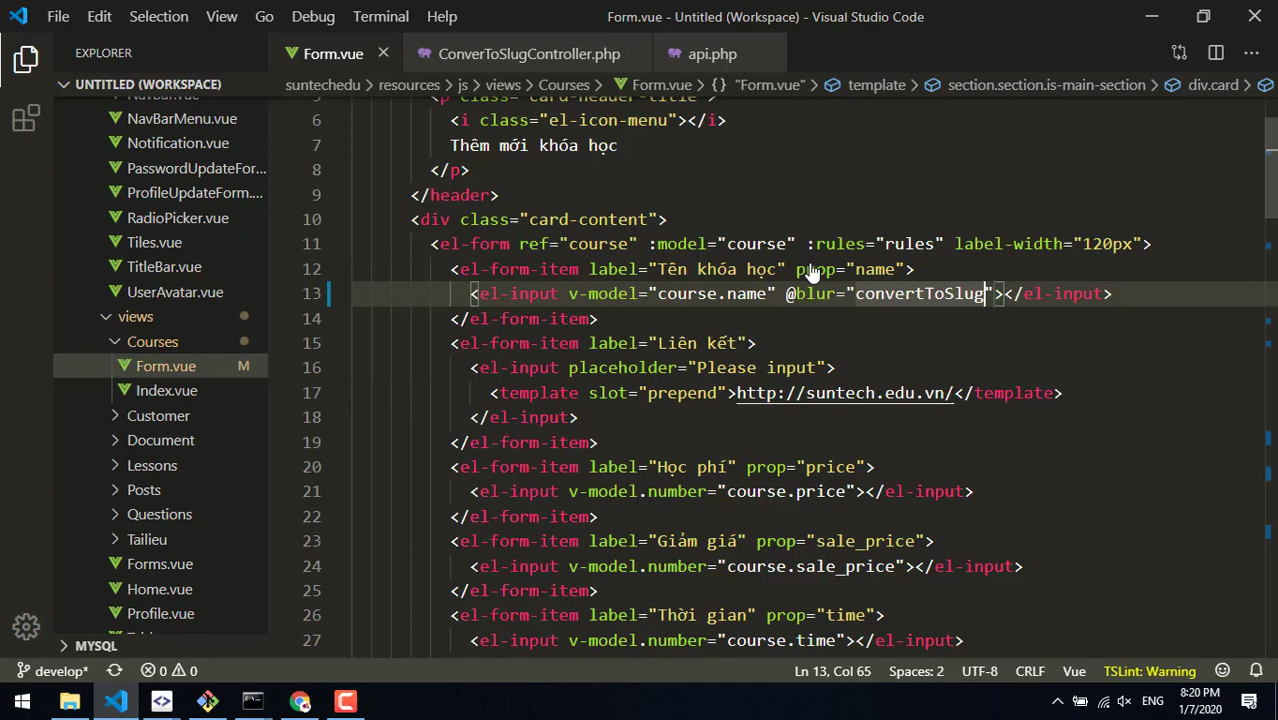 File Edit Selection View Go Debug Terminal Help Form.vue - Untitled (Workspace) - Visual Studio Code
EXPLORER
Form.vue ConvertToSlugController.php api.php
UNTITLED (WORKSPACE)
suntechedu > resources > js > views > Courses > Form.vue > {} "Form.vue" > template > section.section.is-main-section > div.card >
NavBarMenu.vue
Notification.vue
PasswordUpdateFor...
ProfileUpdateForm....
RadioPicker.vue
Tiles.vue
TitleBar.vue
UserAvatar.vue
views
Courses
Form.vue M
Index.vue
Customer
Document
Lessons
Posts
Questions
Tailieu
Forms.vue
Home.vue
Profile.vue
MYSQL
6 <i class="el-icon-menu"></i>
7 Thêm mới khóa học
8 </p>
9 </header>
10 <div class="card-content">
11 <el-form ref="course" :model="course" :rules="rules" label-width="120px">
12 <el-form-item label="Tên khóa học" prop="name">
13 <el-input v-model="course.name" @blur="convertToSlug"></el-input>
14 </el-form-item>
15 <el-form-item label="Liên kết">
16 <el-input placeholder="Please input">
17 <template slot="prepend">http://suntech.edu.vn/</template>
18 </el-input>
19 </el-form-item>
20 <el-form-item label="Học phí" prop="price">
21 <el-input v-model.number="course.price"></el-input>
22 </el-form-item>
23 <el-form-item label="Giảm giá" prop="sale_price">
24 <el-input v-model.number="course.sale_price"></el-input>
25 </el-form-item>
26 <el-form-item label="Thời gian" prop="time">
27 <el-input v-model.number="course.time"></el-input>
develop* 0 0 Ln 13, Col 65 Spaces: 2 UTF-8 CRLF Vue TSLint: Warning
ENG
8:20 PM
1/7/2020